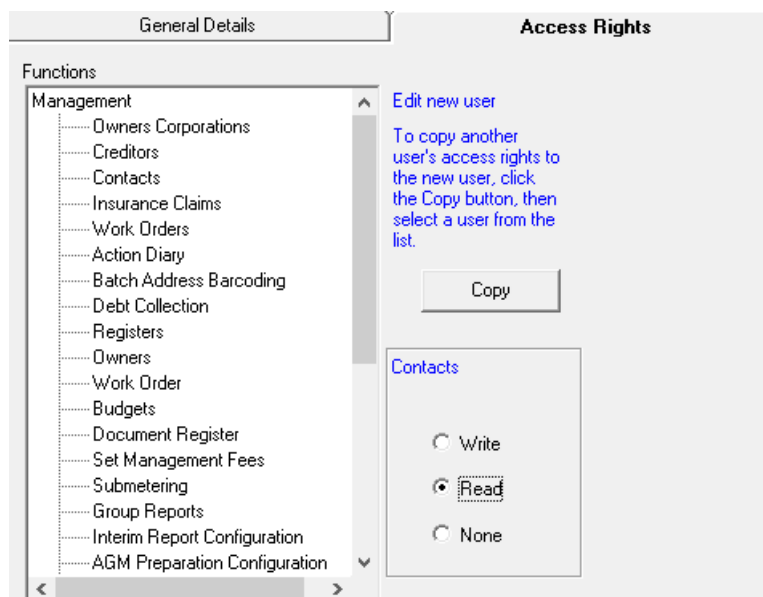 General Details
Access Rights
Functions
Management
Owners Corporations
Creditors
Contacts
Insurance Claims
Work Orders
Action Diary
Batch Address Barcoding
Debt Collection
Registers
Owners
Work Order
Budgets
Document Register
Set Management Fees
Submetering
Group Reports
Interim Report Configuration
AGM Preparation Configuration
Edit new user
To copy another
user's access rights to
the new user, click
the Copy button, then
select a user from the
list.
Copy
Contacts
Write
Read
None